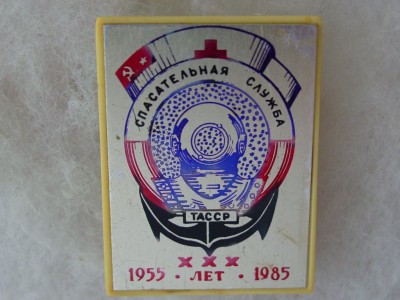 СПАСАТЕЛЬНАЯ СЛУЖБА
ТАССР
XXX
1955 • ЛЕТ • 1985